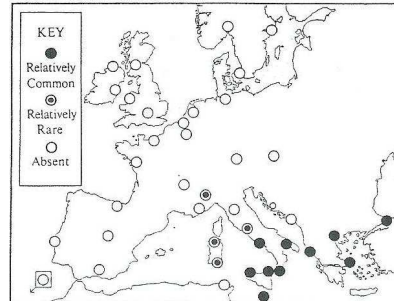 KEY
Relatively
Common
Relatively
Rare
Absent